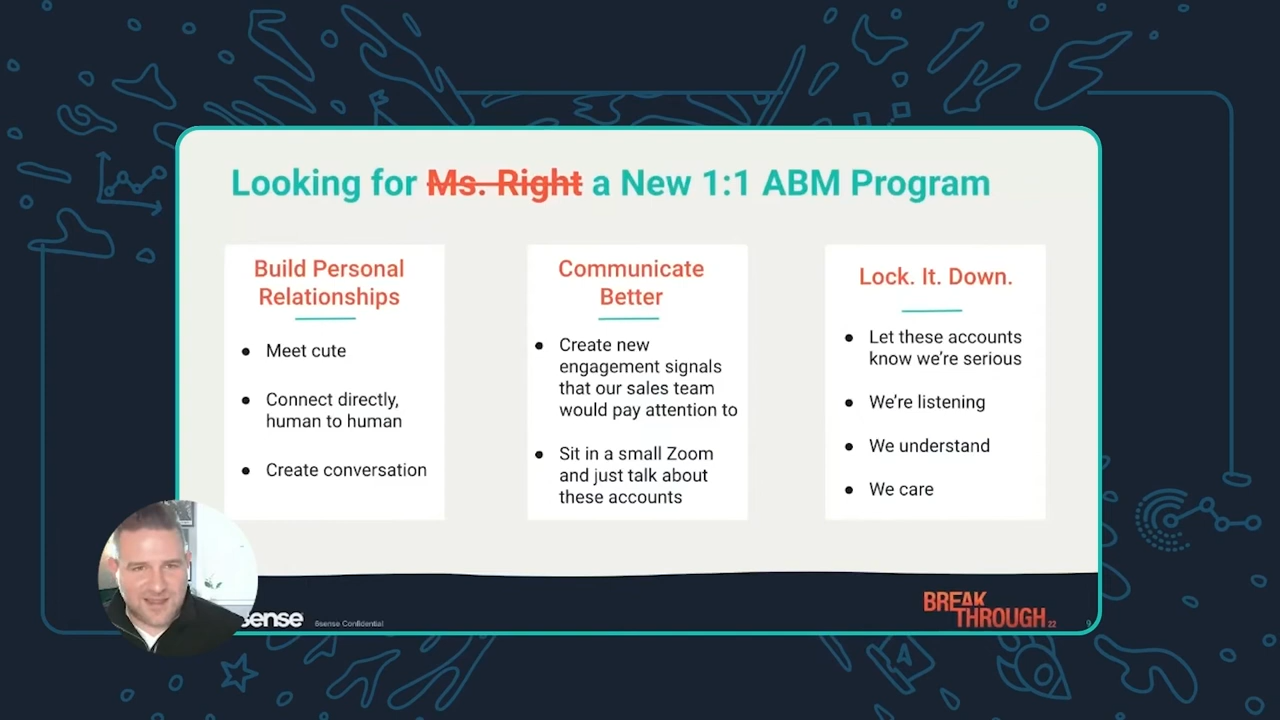 Looking for Ms. Right a New 1:1 ABM Program
Build Personal
Relationships
● Meet cute
● Connect directly,
human to human
● Create conversation
Communicate
Better
● Create new
engagement signals
that our sales team
would pay attention to
● Sit in a small Zoom
and just talk about
these accounts
Lock. It. Down.
● Let these accounts
know we're serious
● We're listening
● We understand
● We care
sense
6sense Confidential
BREAK
THROUGH 22
9